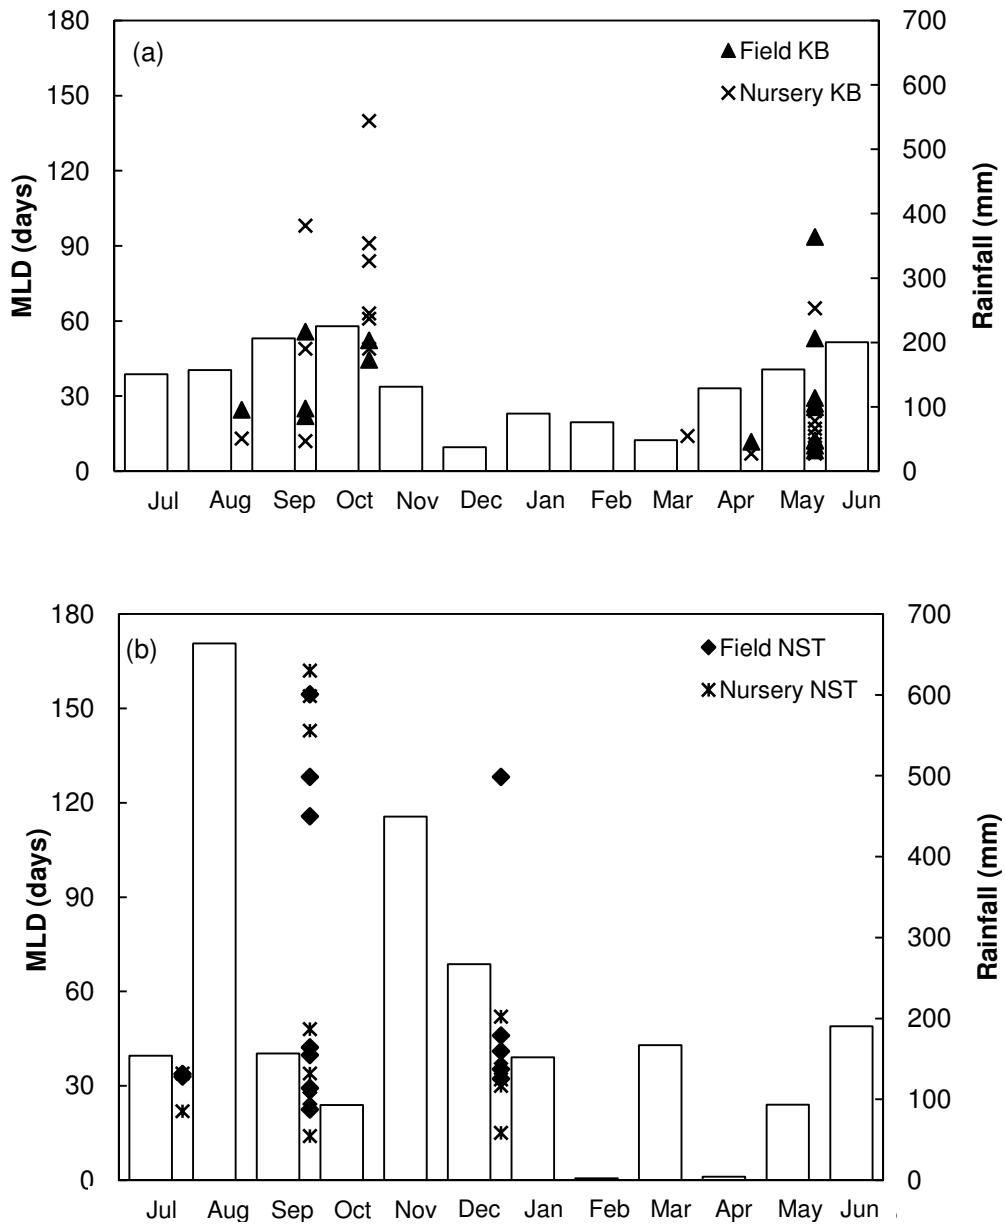 180 700
(a) Field KB
150 600
Nursery KB
500
120
400
90
300
60
200
30
100
0 0
Jul Aug Sep Oct Nov Dec Jan Feb Mar Apr May Jun
MLD (days)
Rainfall (mm)
180 700
(b) Field NST
Nursery NST
600
150
500
120
400
90
300
60
200
30
100
0 0
Jul Aug Sep Oct Nov Dec Jan Feb Mar Apr May Jun
MLD (days)
Rainfall (mm)